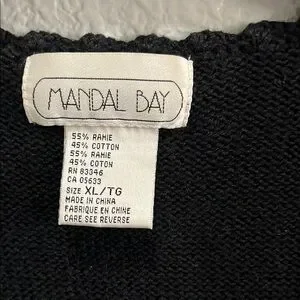 MANDAL BAY
55% RAMIE
45% COTTON
55% RAMIE
45% COTON
RN 83346
CA 05633
SIZE XL/TG
MADE IN CHINA
FABRIQUE EN CHINE
CARE SEE REVERSE